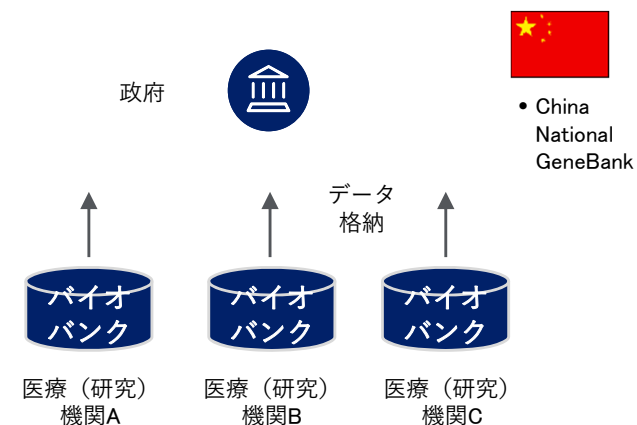 政府
• China
National
GeneBank
データ
格納
バイオ
バンク
バイオ
バンク
バイオ
バンク
医療（研究）
機関A
医療（研究）
機関B
医療（研究）
機関C